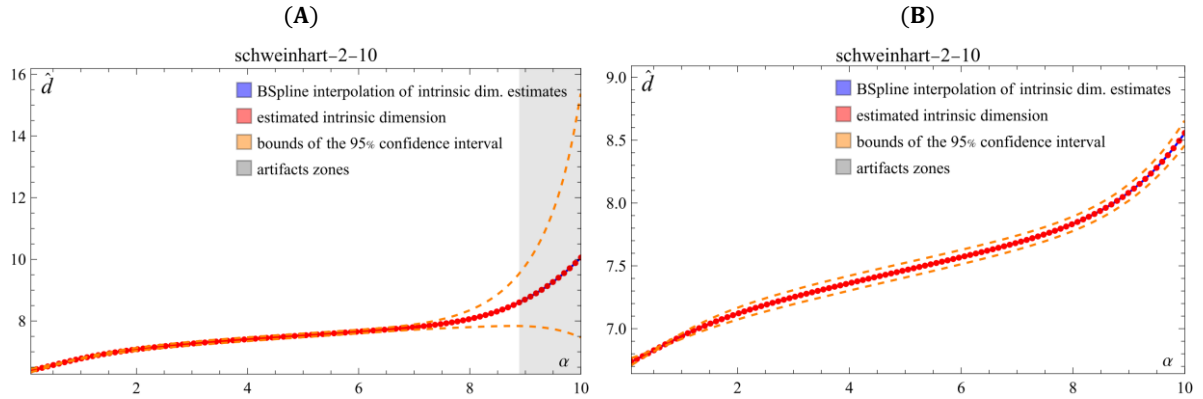 (A)
schweinhart-2-10
d̂
BSpline interpolation of intrinsic dim. estimates
estimated intrinsic dimension
bounds of the 95% confidence interval
artifacts zones
16
14
12
10
8
α
2
4
6
8
10
(B)
schweinhart-2-10
d̂
BSpline interpolation of intrinsic dim. estimates
estimated intrinsic dimension
bounds of the 95% confidence interval
artifacts zones
9.0
8.5
8.0
7.5
7.0
α
2
4
6
8
10